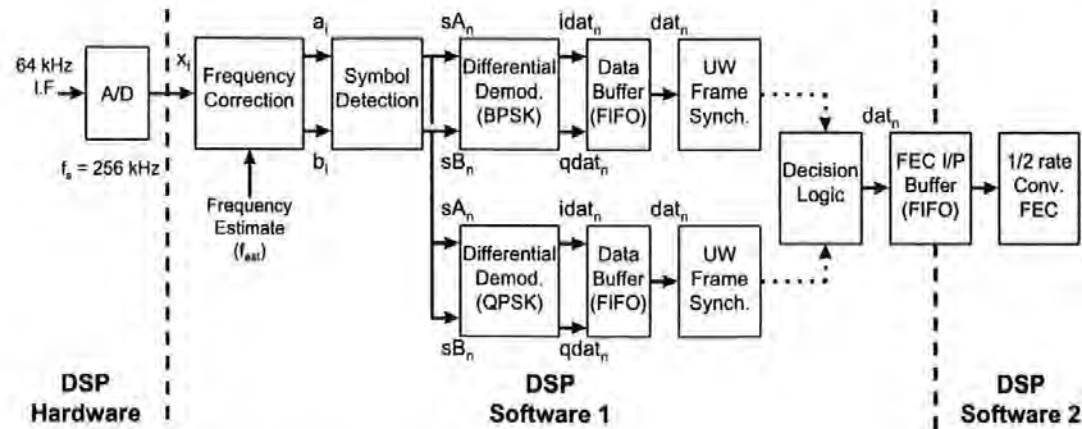 64 kHz
I.F
A/D
f_s = 256 kHz
x_i
Frequency
Correction
Frequency
Estimate
(f_est)
a_i
b_i
Symbol
Detection
sA_n
sB_n
Differential
Demod.
(BPSK)
idat_n
qdat_n
Data
Buffer
(FIFO)
dat_n
UW
Frame
Synch.
sA_n
sB_n
Differential
Demod.
(QPSK)
idat_n
qdat_n
Data
Buffer
(FIFO)
dat_n
UW
Frame
Synch.
Decision
Logic
dat_n
FEC I/P
Buffer
(FIFO)
1/2 rate
Conv.
FEC
DSP
Hardware
DSP
Software 1
DSP
Software 2